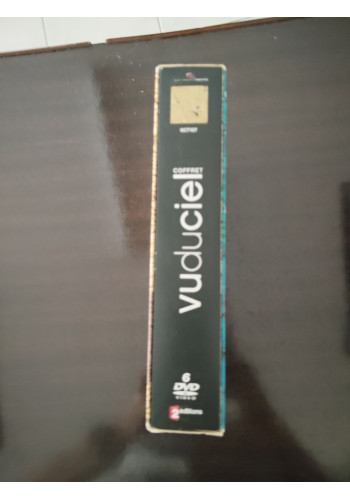 COFFRET
vuduciel
6
DVD
VIDEO
2 éditions